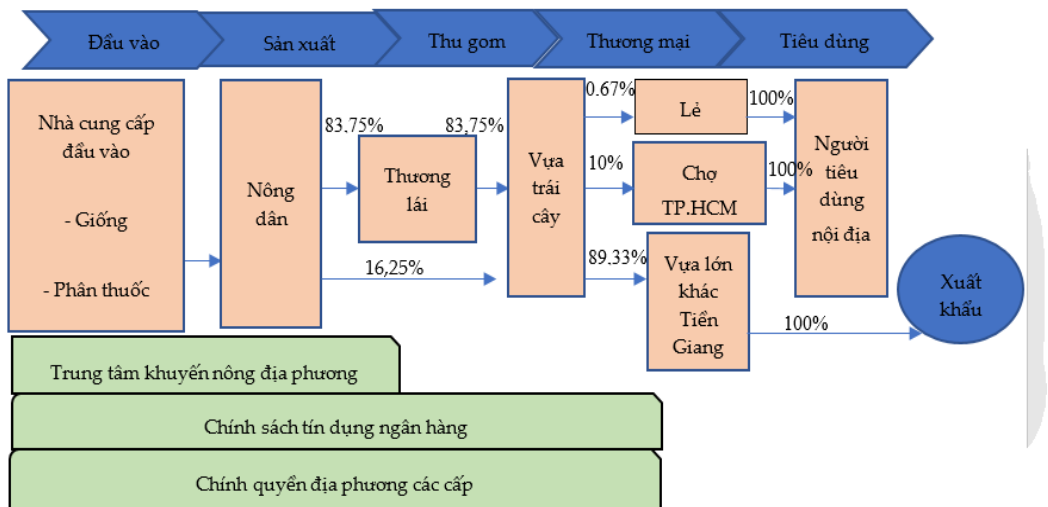 Đầu vào
Sản xuất
Thu gom
Thương mại
Tiêu dùng
Nhà cung cấp
đầu vào
- Giống
- Phân thuốc
Nông
dân
83.75%
Thương
lái
83,75%
16,25%
Vựa
trái
cây
0.67%
Lẻ
100%
10%
Chợ
TP.HCM
100%
89.33%
Vựa lớn
khác
Tiền
Giang
100%
Người
tiêu
dùng
nội địa
Xuất
khẩu
Trung tâm khuyến nông địa phương
Chính sách tín dụng ngân hàng
Chính quyền địa phương các cấp